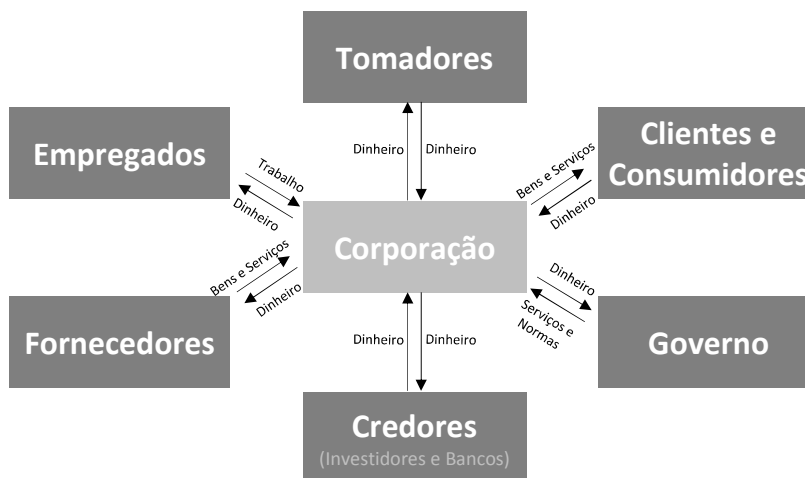 Tomadores
Dinheiro
Dinheiro
Empregados
Trabalho
Dinheiro
Clientes e
Consumidores
Bens e Serviços
Dinheiro
Corporação
Bens e Serviços
Dinheiro
Fornecedores
Dinheiro
Dinheiro
Dinheiro
Serviços e
Normas
Governo
Credores
(Investidores e Bancos)